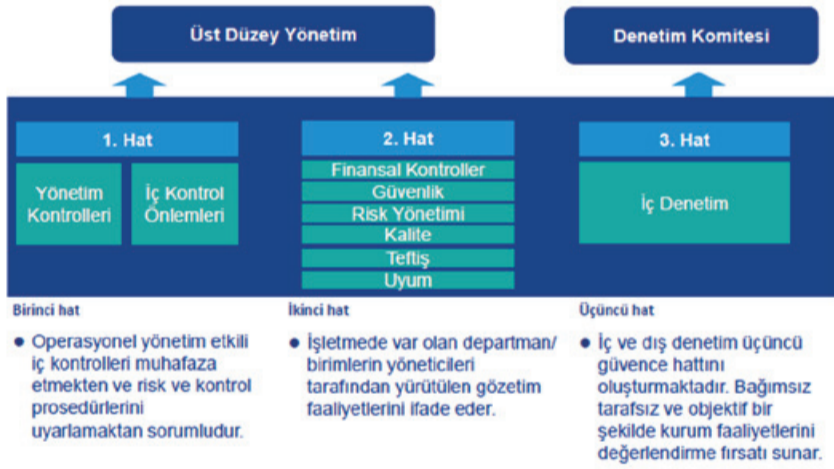 Üst Düzey Yönetim
Denetim Komitesi
1. Hat
Yönetim
Kontrolleri
İç Kontrol
Önlemleri
2. Hat
Finansal Kontroller
Güvenlik
Risk Yönetimi
Kalite
Teftiş
Uyum
3. Hat
İç Denetim
Birinci hat
• Operasyonel yönetim etkili
iç kontrolleri muhafaza
etmekten ve risk ve kontrol
prosedürlerini
uyarlamaktan sorumludur.
İkinci hat
• İşletmede var olan departman/
birimlerin yöneticileri
tarafından yürütülen gözetim
faaliyetlerini ifade eder.
Üçüncü hat
• İç ve dış denetim üçüncü
güvence hattını
oluşturmaktadır. Bağımsız
tarafsız ve objektif bir
şekilde kurum faaliyetlerini
değerlendirme fırsatı sunar.